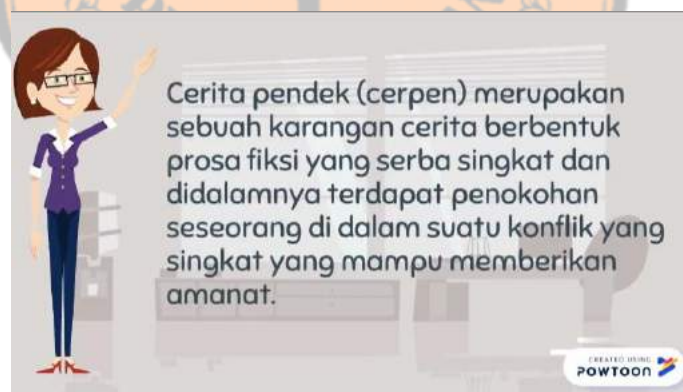 Cerita pendek (cerpen) merupakan
sebuah karangan cerita berbentuk
prosa fiksi yang serba singkat dan
didalamnya terdapat penokohan
seseorang di dalam suatu konflik yang
singkat yang mampu memberikan
amanat.
CREATED USING
POWTOON